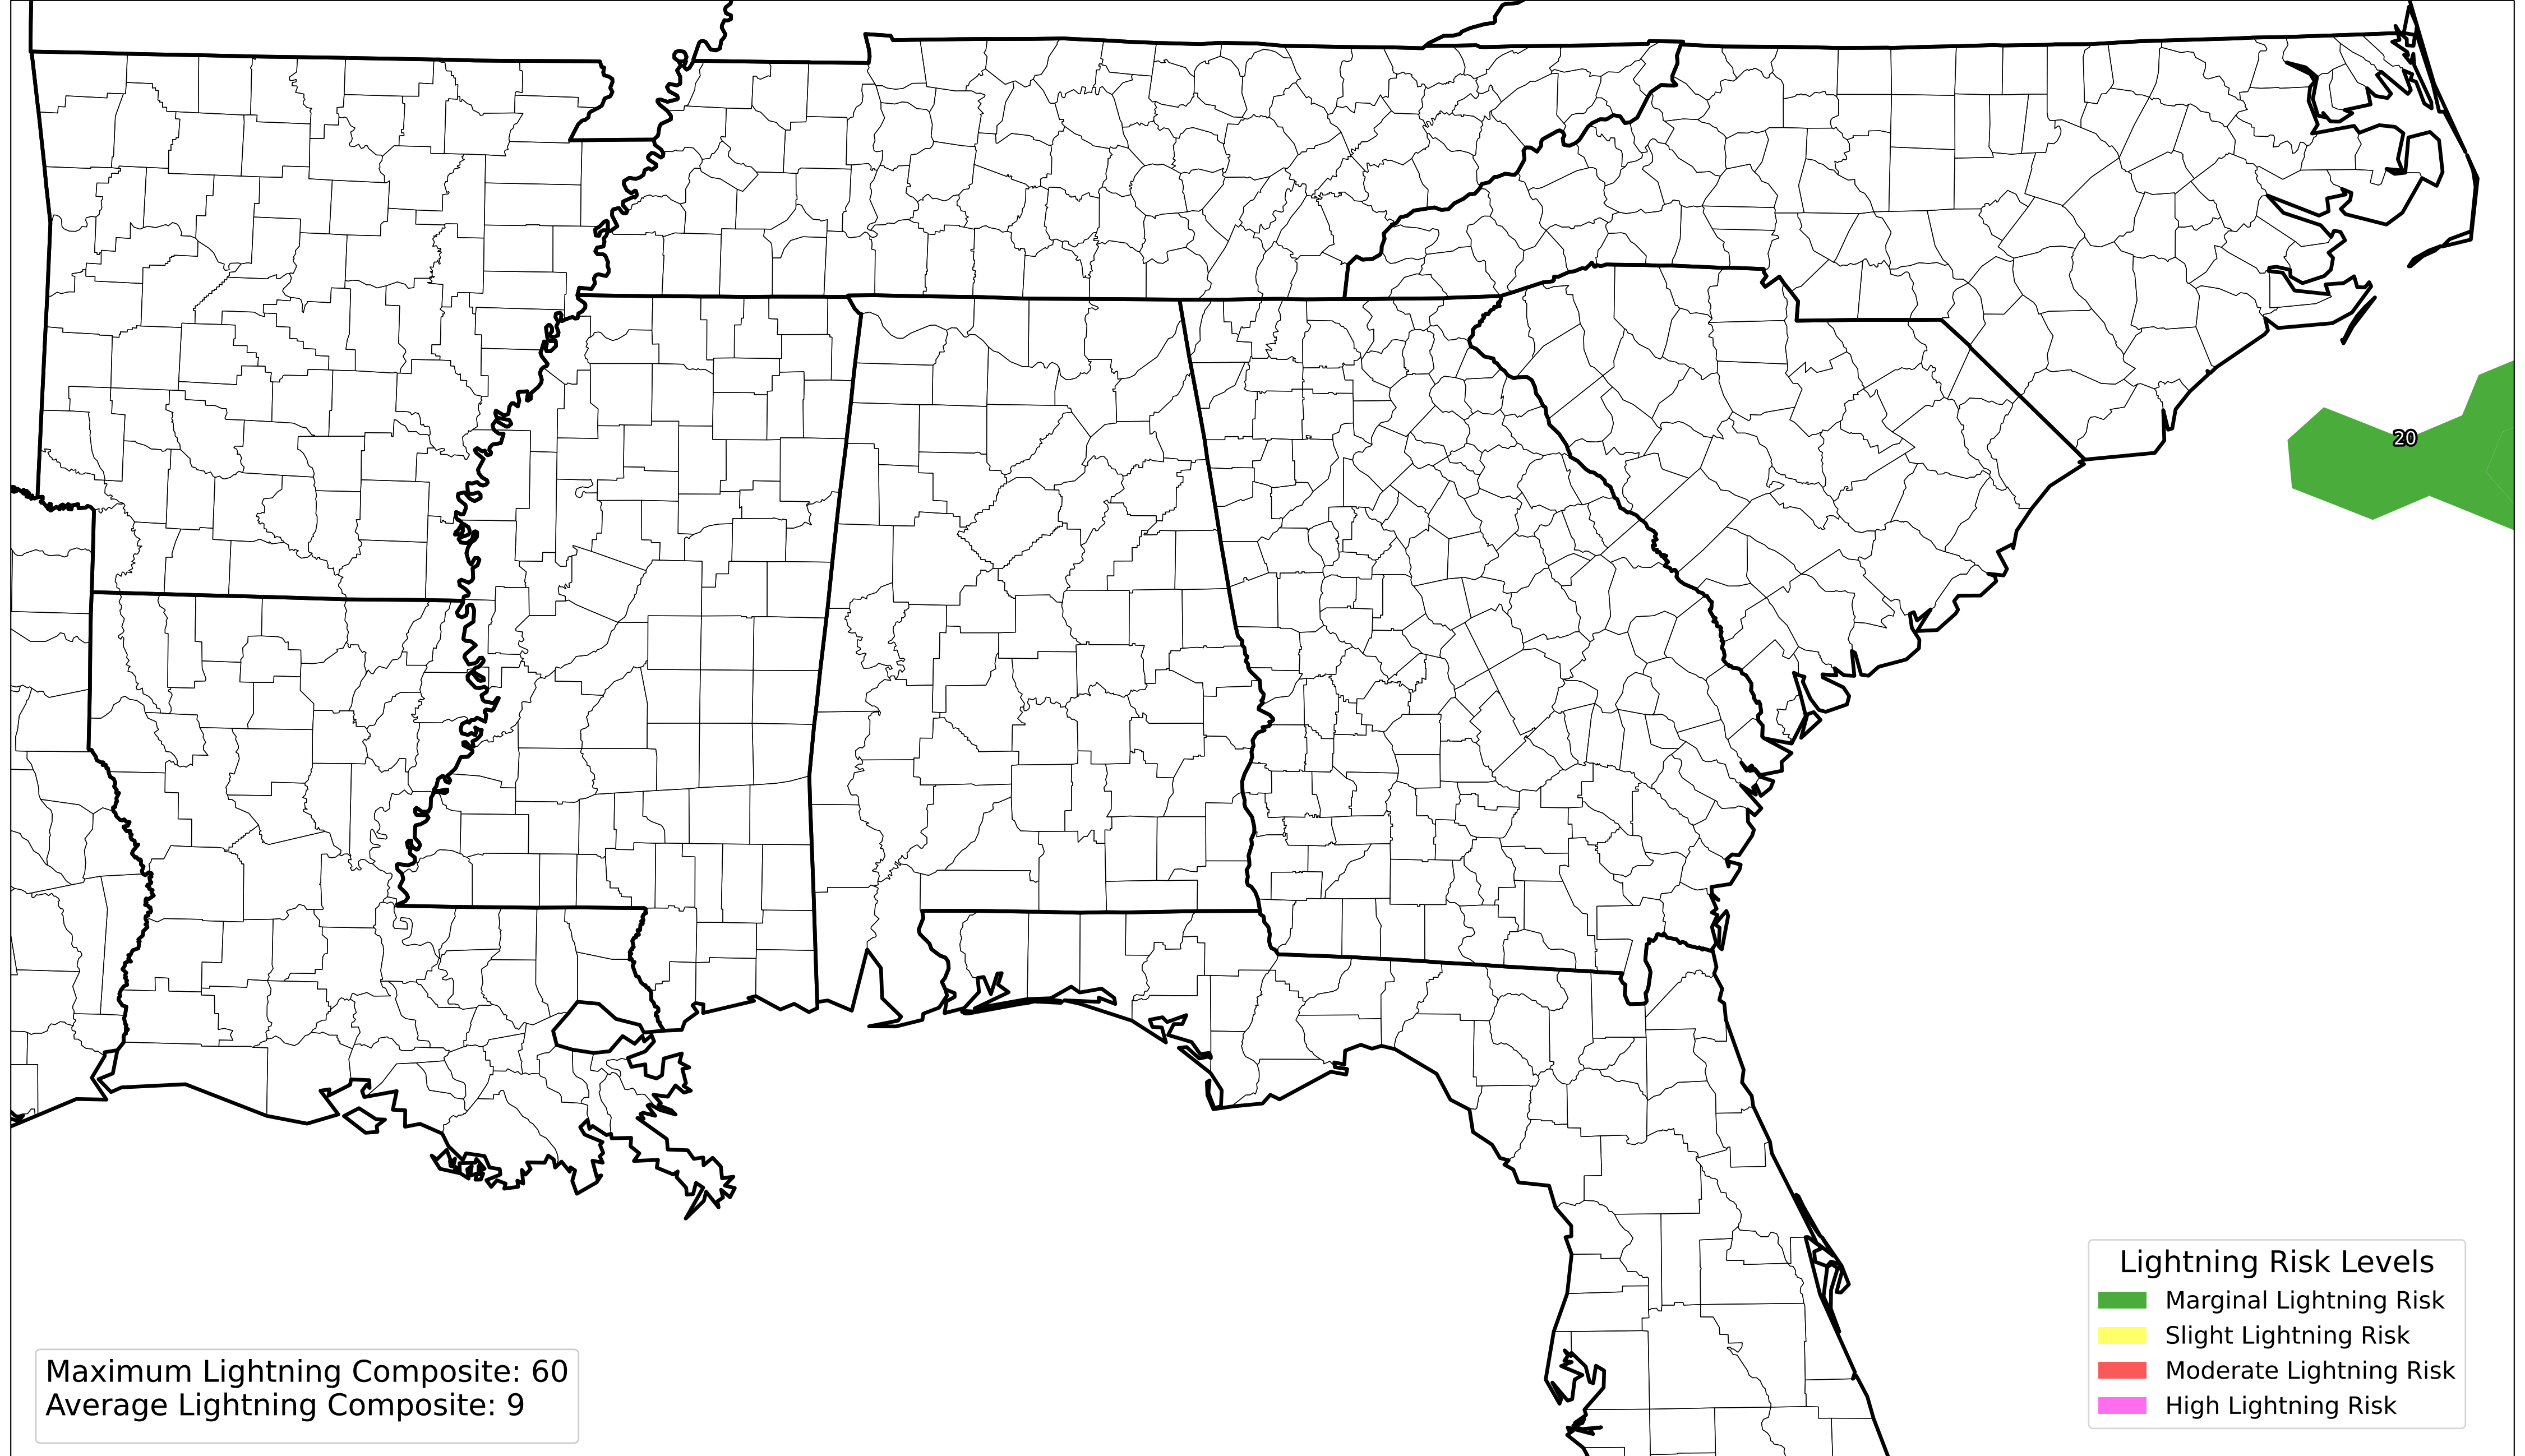 20
Lightning Risk Levels
Marginal Lightning Risk
Slight Lightning Risk
Moderate Lightning Risk
High Lightning Risk
Maximum Lightning Composite: 60
Average Lightning Composite: 9